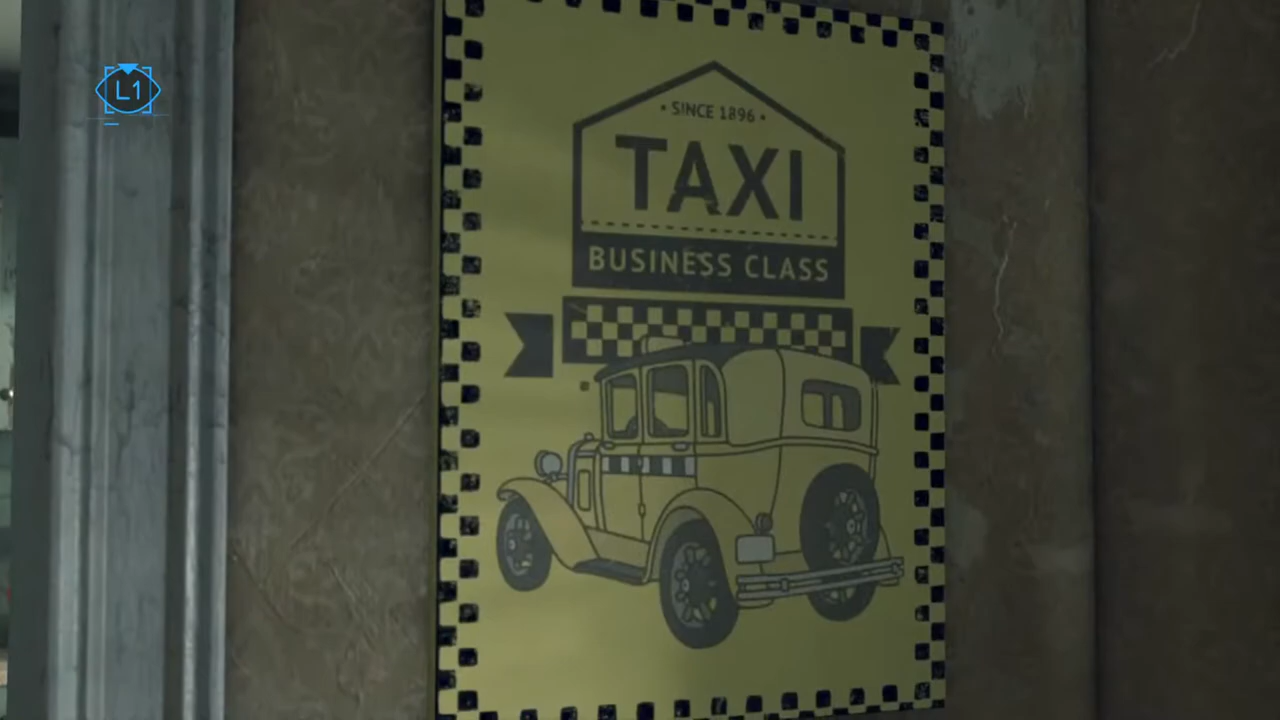 L1
• SINCE 1896 •
TAXI
BUSINESS CLASS